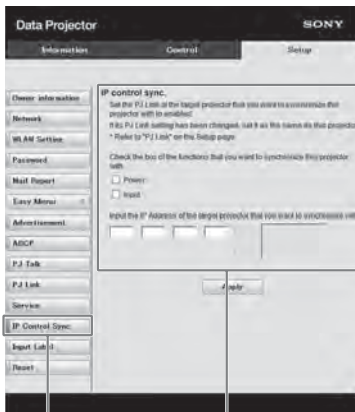 Data Projector
SONY
Information
Control
Setup
Owner information
Network
WLAN Setting
Password
Mail Report
Easy Menu
Advertisement
ADCP
PJ Talk
PJ Link
Service
IP Control Sync
Input Label
Reset
IP control sync.
Set the PJ Link of the target projector that you want to synchronize this
projector with to enabled.
If its PJ Link setting has been changed, set it as the same as this projecto
* Refer to "PJ Link" on the Setup page.
Check the box of the functions that you want to synchronize this projector
with.
Power
Input
Input the IP Address of the target projector that you want to synchronize wit
Apply